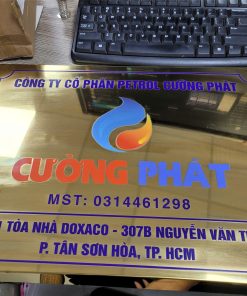 CÔNG TY CỔ PHẦN PETROL CƯỜNG PHÁT
CƯỜNG PHÁT
MST: 0314461298
TÒA NHÀ DOXACO - 307B NGUYỄN VĂN
P. TÂN SƠN HÒA, TP. HCM